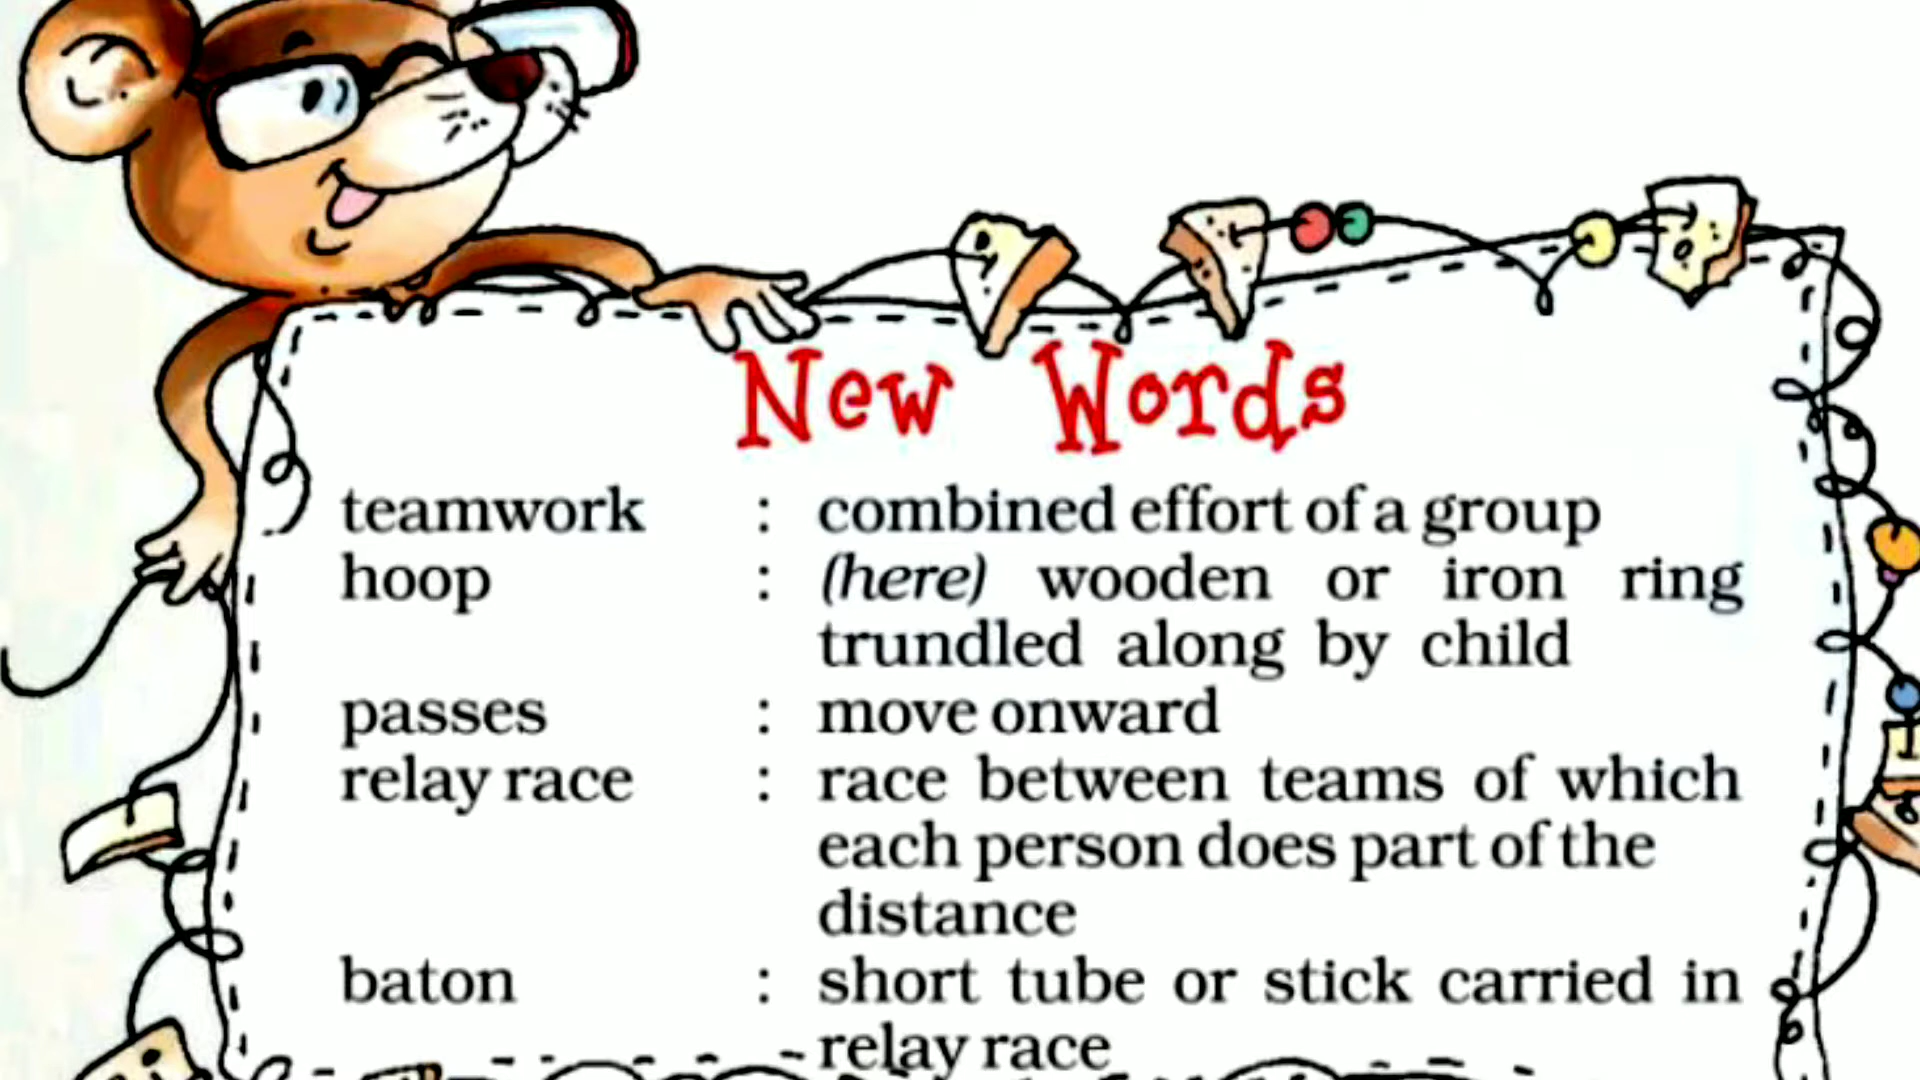 New Words
teamwork : combined effort of a group
hoop : (here) wooden or iron ring
trundled along by child
passes : move onward
relay race : race between teams of which
each person does part of the
distance
baton : short tube or stick carried in
relay race